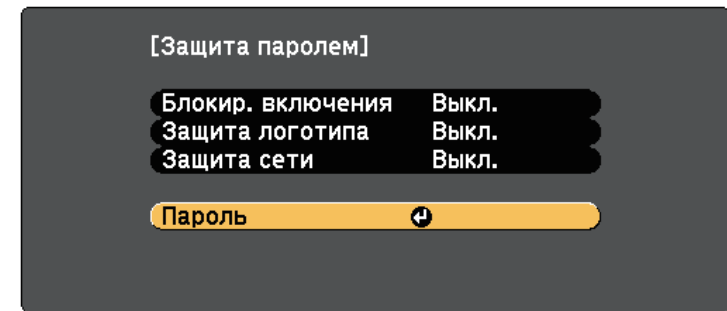 [Защита паролем]
Блокир. включения Выкл.
Защита логотипа Выкл.
Защита сети Выкл.
Пароль